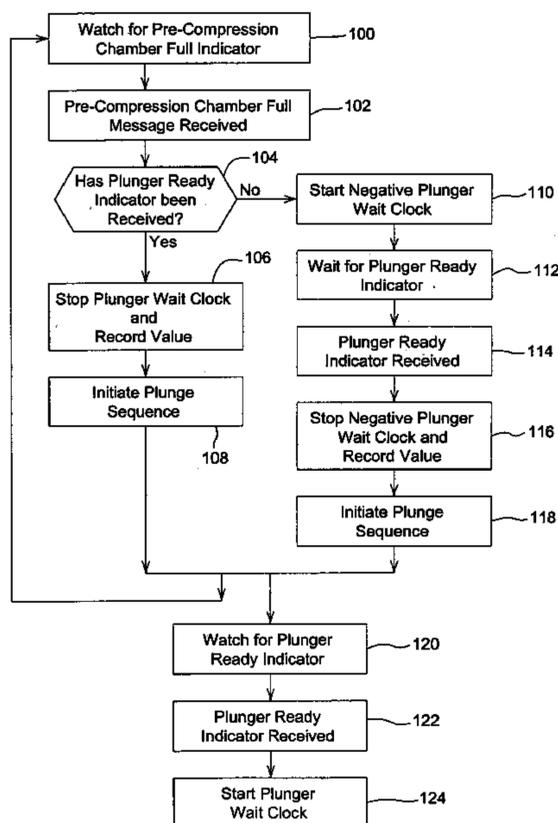 Watch for Pre-Compression
Chamber Full Indicator
100
Pre-Compression Chamber Full
Message Received
102
104
Has Plunger Ready
Indicator been
Received?
No
Yes
Start Negative Plunger
Wait Clock
110
106
Stop Plunger Wait Clock
and
Record Value
Wait for Plunger Ready
Indicator
112
Initiate Plunge
Sequence
108
Plunger Ready
Indicator Received
114
Stop Negative Plunger
Wait Clock and
Record Value
116
Initiate Plunge
Sequence
118
Watch for Plunger
Ready Indicator
120
Plunger Ready
Indicator Received
122
Start Plunger
Wait Clock
124